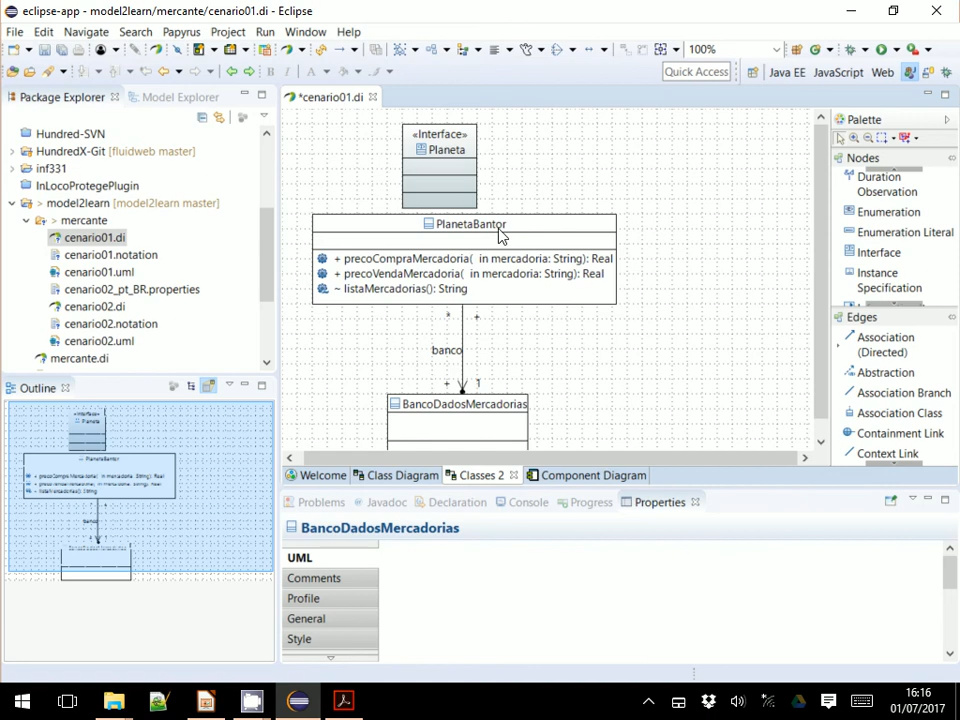 eclipse-app - model2learn/mercante/cenario01.di - Eclipse
File Edit Navigate Search Papyrus Project Run Window Help
100%
Quick Access
Java EE JavaScript Web
Package Explorer Model Explorer
Hundred-SVN
HundredX-Git [fluidweb master]
inf331
InLocoProtegePlugin
> model2learn [model2learn master]
> mercante
cenario01.di
cenario01.notation
cenario01.uml
cenario02_pt_BR.properties
cenario02.di
cenario02.notation
cenario02.uml
mercante.di
Outline
«Interface»
Planeta
PlanetaBantor
*cenario01.di
«Interface»
Planeta
PlanetaBantor
+ precoCompraMercadoria( in mercadoria: String): Real
+ precoVendaMercadoria( in mercadoria: String): Real
~ listaMercadorias(): String
* +
banco
+ 1
BancoDadosMercadorias
Palette
Nodes
Duration
Observation
Enumeration
Enumeration Literal
Interface
Instance
Specification
Edges
Association
(Directed)
Abstraction
Association Branch
Association Class
Containment Link
Context Link
Welcome Class Diagram Classes 2 Component Diagram
Problems Javadoc Declaration Console Progress Properties
BancoDadosMercadorias
UML
Comments
Profile
General
Style
16:16
01/07/2017